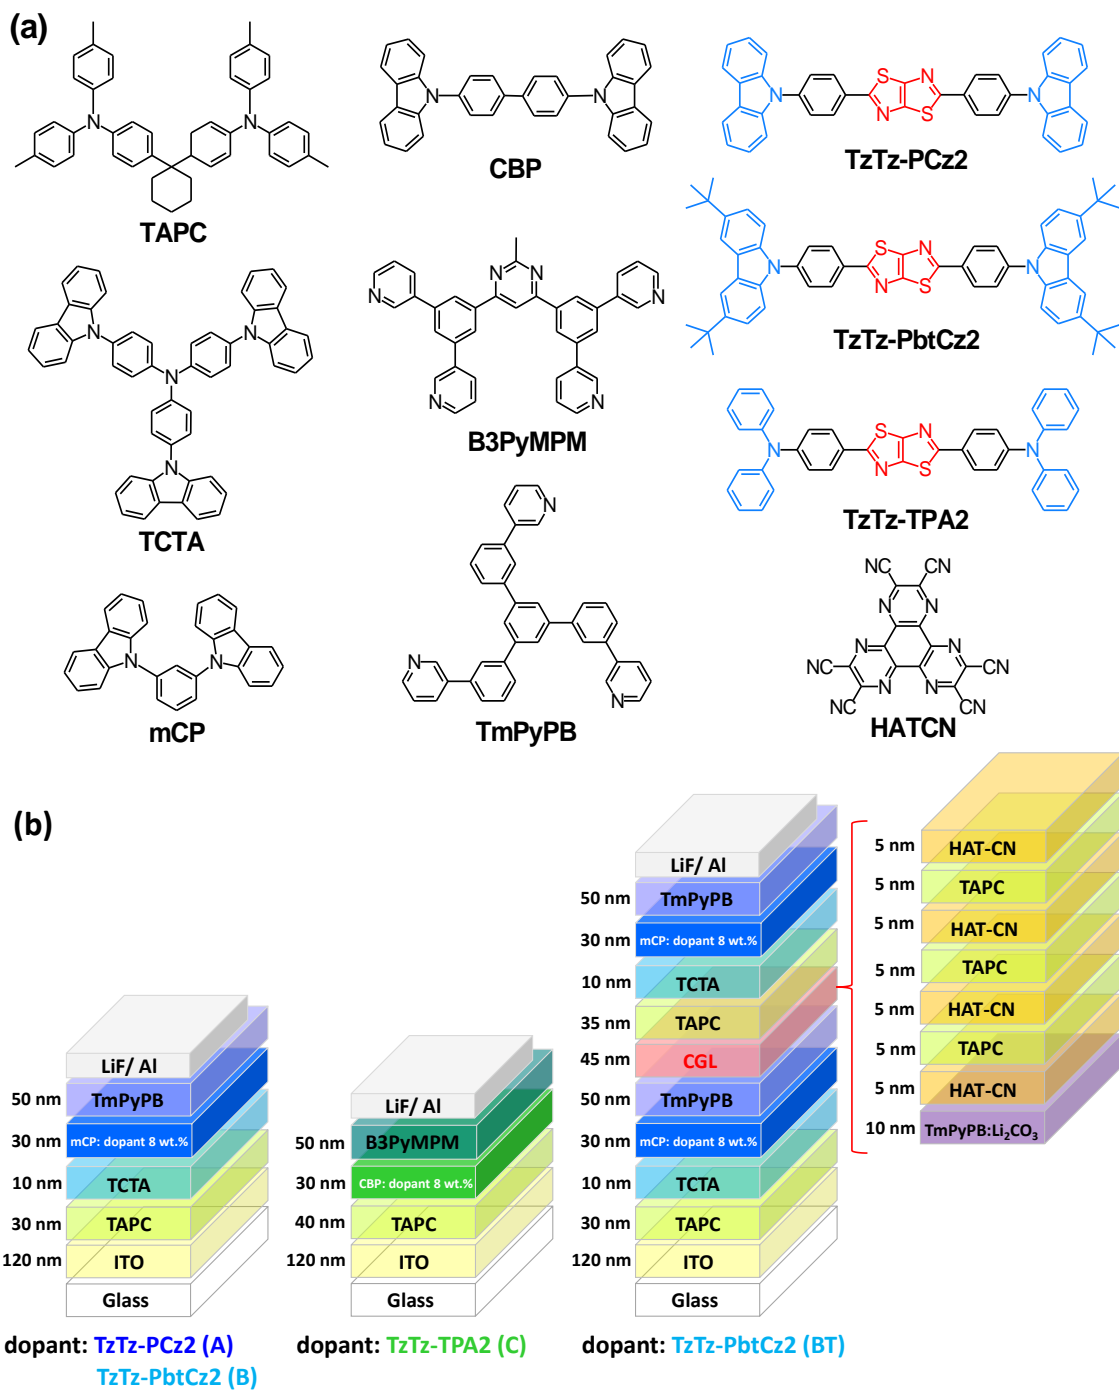 (a)
TAPC
CBP
TzTz-PCz2
TCTA
B3PyMPM
TzTz-PbtCz2
TzTz-TPA2
mCP
TmPyPB
HATCN
N
N
N
N
N
S
N
N
S
N
N
N
N
N
N
N
N
N
N
S
N
N
S
N
N
N
N
N
N
S
N
N
S
N
N
N
N
N
N
NC
CN
N
N
N
N
N
N
NC
NC
CN
CN
(b)
LiF/ Al
50 nm TmPyPB
30 nm mCP: dopant 8 wt.%
10 nm TCTA
30 nm TAPC
120 nm ITO
Glass
dopant: TzTz-PCz2 (A)
TzTz-PbtCz2 (B)
LiF/ Al
50 nm B3PyMPM
30 nm CBP: dopant 8 wt.%
40 nm TAPC
120 nm ITO
Glass
dopant: TzTz-TPA2 (C)
LiF/ Al
50 nm TmPyPB
30 nm mCP: dopant 8 wt.%
10 nm TCTA
35 nm TAPC
45 nm CGL
50 nm TmPyPB
30 nm mCP: dopant 8 wt.%
10 nm TCTA
30 nm TAPC
120 nm ITO
Glass
dopant: TzTz-PbtCz2 (BT)
5 nm HAT-CN
5 nm TAPC
5 nm HAT-CN
5 nm TAPC
5 nm HAT-CN
5 nm TAPC
5 nm HAT-CN
10 nm TmPyPB:Li₂CO₃